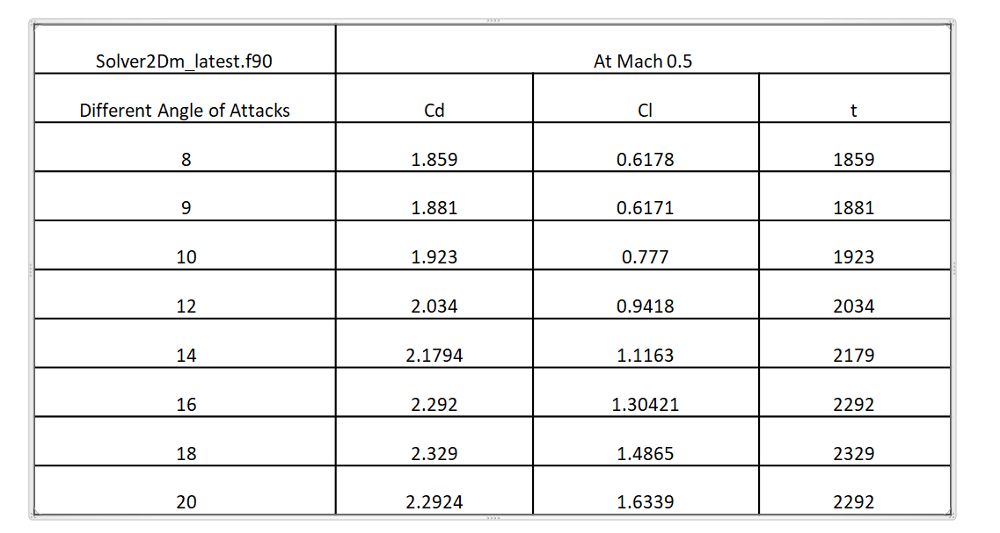 Solver2Dm_latest.f90 At Mach 0.5
Different Angle of Attacks Cd Cl t
8 1.859 0.6178 1859
9 1.881 0.6171 1881
10 1.923 0.777 1923
12 2.034 0.9418 2034
14 2.1794 1.1163 2179
16 2.292 1.30421 2292
18 2.329 1.4865 2329
20 2.2924 1.6339 2292